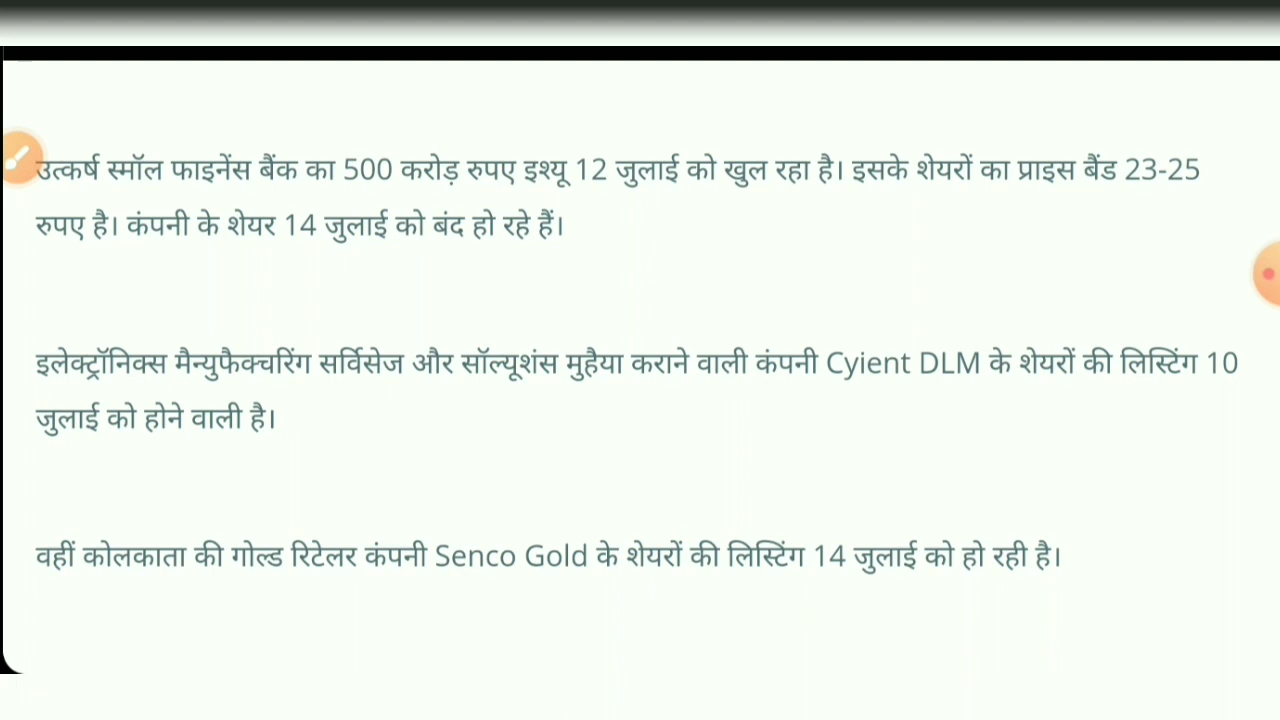 उत्कर्ष स्मॉल फाइनेंस बैंक का 500 करोड़ रुपए इश्यू 12 जुलाई को खुल रहा है। इसके शेयरों का प्राइस बैंड 23-25
रुपए है। कंपनी के शेयर 14 जुलाई को बंद हो रहे हैं।
इलेक्ट्रॉनिक्स मैन्युफैक्चरिंग सर्विसेज और सॉल्यूशंस मुहैया कराने वाली कंपनी Cyient DLM के शेयरों की लिस्टिंग 10
जुलाई को होने वाली है।
वहीं कोलकाता की गोल्ड रिटेलर कंपनी Senco Gold के शेयरों की लिस्टिंग 14 जुलाई को हो रही है।